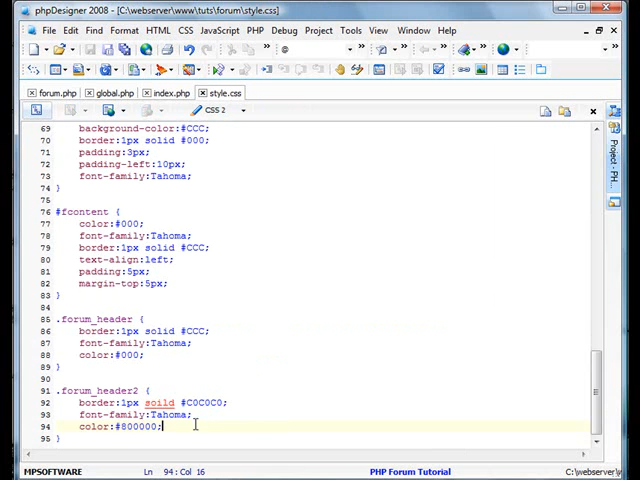 phpDesigner 2008 - [C:\webserver\www\tuts\forum\style.css]
File Edit Find Format HTML CSS JavaScript PHP Debug Project Tools View Window Help
@
forum.php global.php index.php style.css
CSS 2
69 background-color:#CCC;
70 border:1px solid #000;
71 padding:3px;
72 padding-left:10px;
73 font-family:Tahoma;
74 }
75
76 #fcontent {
77 color:#000;
78 font-family:Tahoma;
79 border:1px solid #CCC;
80 text-align:left;
81 padding:5px;
82 margin-top:5px;
83 }
84
85 .forum_header {
86 border:1px solid #CCC;
87 font-family:Tahoma;
88 color:#000;
89 }
90
91 .forum_header2 {
92 border:1px soild #C0C0C0;
93 font-family:Tahoma;
94 color:#800000;
95 }
Project - PH
MPSOFTWARE Ln 94 : Col 16 PHP Forum Tutorial C:\webserver\www